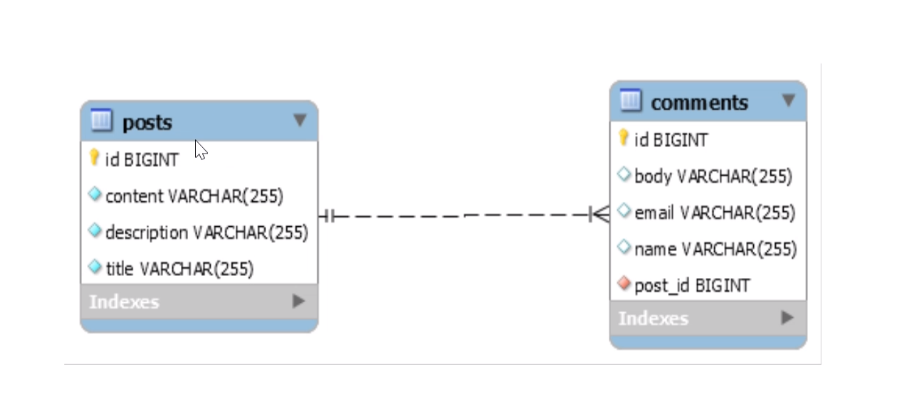 posts
id BIGINT
content VARCHAR(255)
description VARCHAR(255)
title VARCHAR(255)
Indexes
comments
id BIGINT
body VARCHAR(255)
email VARCHAR(255)
name VARCHAR(255)
post_id BIGINT
Indexes